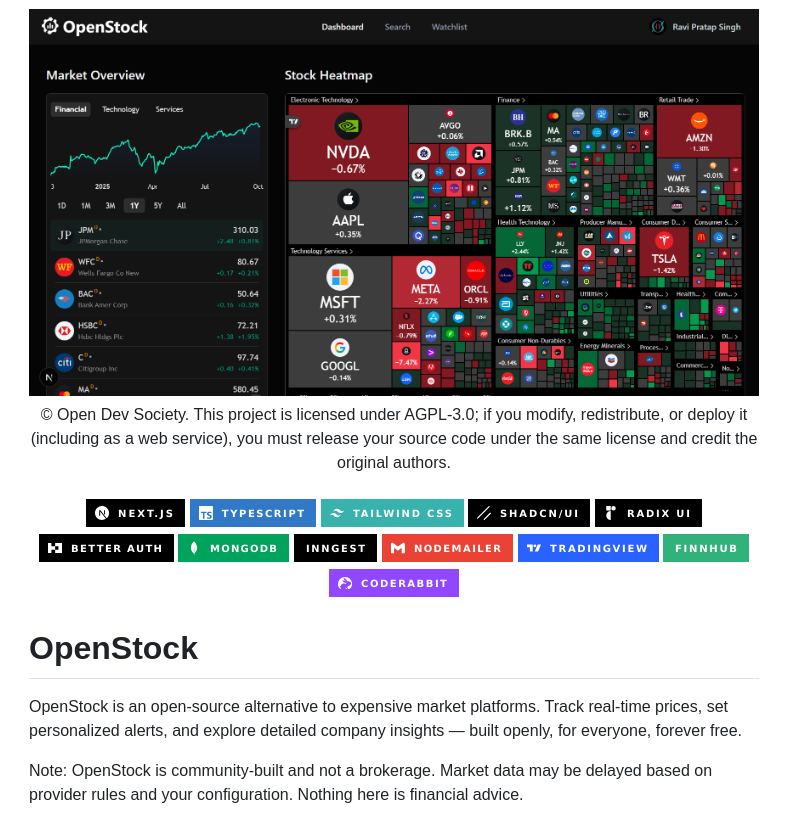 OpenStock
Dashboard Search Watchlist Ravi Pratap Singh
Market Overview
Stock Heatmap
Financial Technology Services
3 2025 Apr Jul Oct
1D 1M 3M 1Y 5Y All
JPM D 310.03
JPMorgan Chase +2.48 +0.81%
WFC D 80.67
Wells Fargo Co New +0.17 +0.21%
BAC D 50.64
Bank Amer Corp +0.16 +0.32%
HSBC D 72.21
Hsbc Hldgs Plc +1.38 +1.95%
C D 97.74
Citigroup Inc +0.40 +0.41%
MA D 580.45
Electronic Technology >
NVDA
−0.67%
AVGO
+0.06%
AAPL
+0.35%
Technology Services >
MSFT
+0.31%
GOOGL
−0.14%
META
−2.27%
ORCL
−0.91%
NFLX
−0.79%
−7.47%
Finance >
BRK.B
+0.57%
JPM
+0.81%
+1.12%
MA
+0.54%
BAC
+0.32%
MS
BR
Retail Trade >
AMZN
−1.30%
WMT
+0.36%
+0.01%
Health Technology >
LLY
+2.44%
JNJ
+1.42%
+0.14%
Consumer Non-Durables >
Producer Manu... >
Consumer D... >
TSLA
−1.42%
Consumer S... >
Utilities >
Transp... >
Health... >
Com... >
Energy Minerals >
Proces... >
Industrial... >
Di... >
Commerc... >
No... >
© Open Dev Society. This project is licensed under AGPL-3.0; if you modify, redistribute, or deploy it
(including as a web service), you must release your source code under the same license and credit the
original authors.
NEXT.JS TYPESCRIPT TAILWIND CSS SHADCN/UI RADIX UI
BETTER AUTH MONGODB INNGEST NODEMAILER TRADINGVIEW FINNHUB
CODERABBIT
OpenStock
OpenStock is an open-source alternative to expensive market platforms. Track real-time prices, set
personalized alerts, and explore detailed company insights — built openly, for everyone, forever free.
Note: OpenStock is community-built and not a brokerage. Market data may be delayed based on
provider rules and your configuration. Nothing here is financial advice.